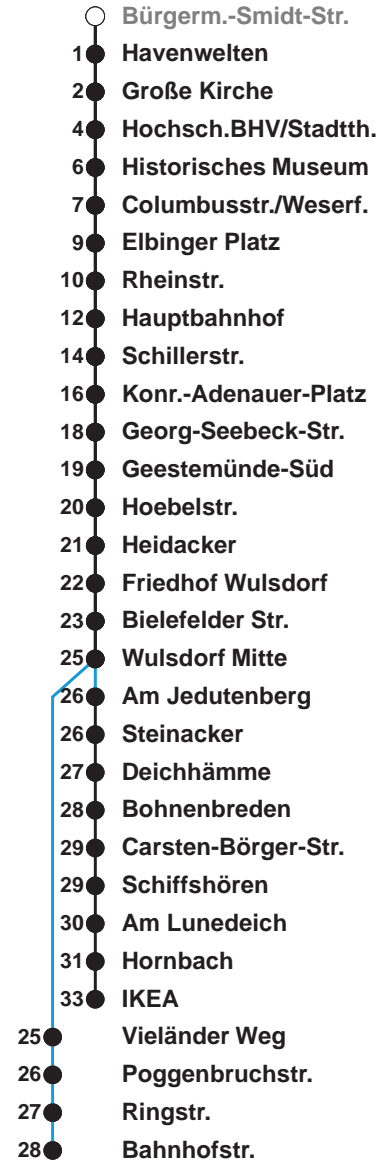 Bürgerm.-Smidt-Str.
1 Havenwelten
2 Große Kirche
4 Hochsch.BHV/Stadtth.
6 Historisches Museum
7 Columbusstr./Weserf.
9 Elbinger Platz
10 Rheinstr.
12 Hauptbahnhof
14 Schillerstr.
16 Konr.-Adenauer-Platz
18 Georg-Seebeck-Str.
19 Geestemünde-Süd
20 Hoebelstr.
21 Heidacker
22 Friedhof Wulsdorf
23 Bielefelder Str.
25 Wulsdorf Mitte
26 Am Jedutenberg
26 Steinacker
27 Deichhämme
28 Bohnenbreden
29 Carsten-Börger-Str.
29 Schiffshören
30 Am Lunedeich
31 Hornbach
33 IKEA
25 Vieländer Weg
26 Poggenbruchstr.
27 Ringstr.
28 Bahnhofstr.